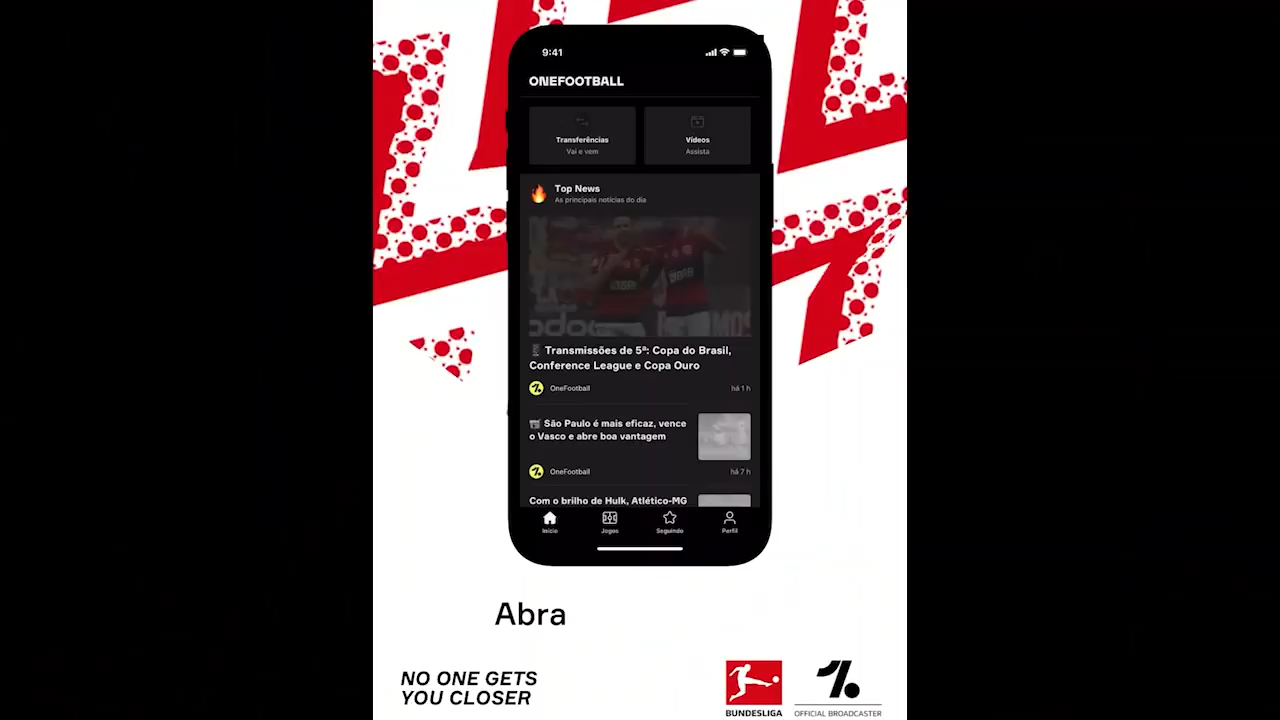 9:41
ONEFOOTBALL
Transferências
Vai e vem
Vídeos
Assista
Top News
As principais notícias do dia
Transmissões de 5ª: Copa do Brasil,
Conference League e Copa Ouro
OneFootball
há 1 h
São Paulo é mais eficaz, vence
o Vasco e abre boa vantagem
OneFootball
há 7 h
Com o brilho de Hulk, Atlético-MG
Início
Jogos
Seguindo
Perfil
Abra
NO ONE GETS
YOU CLOSER
BUNDESLIGA
OFFICIAL BROADCASTER